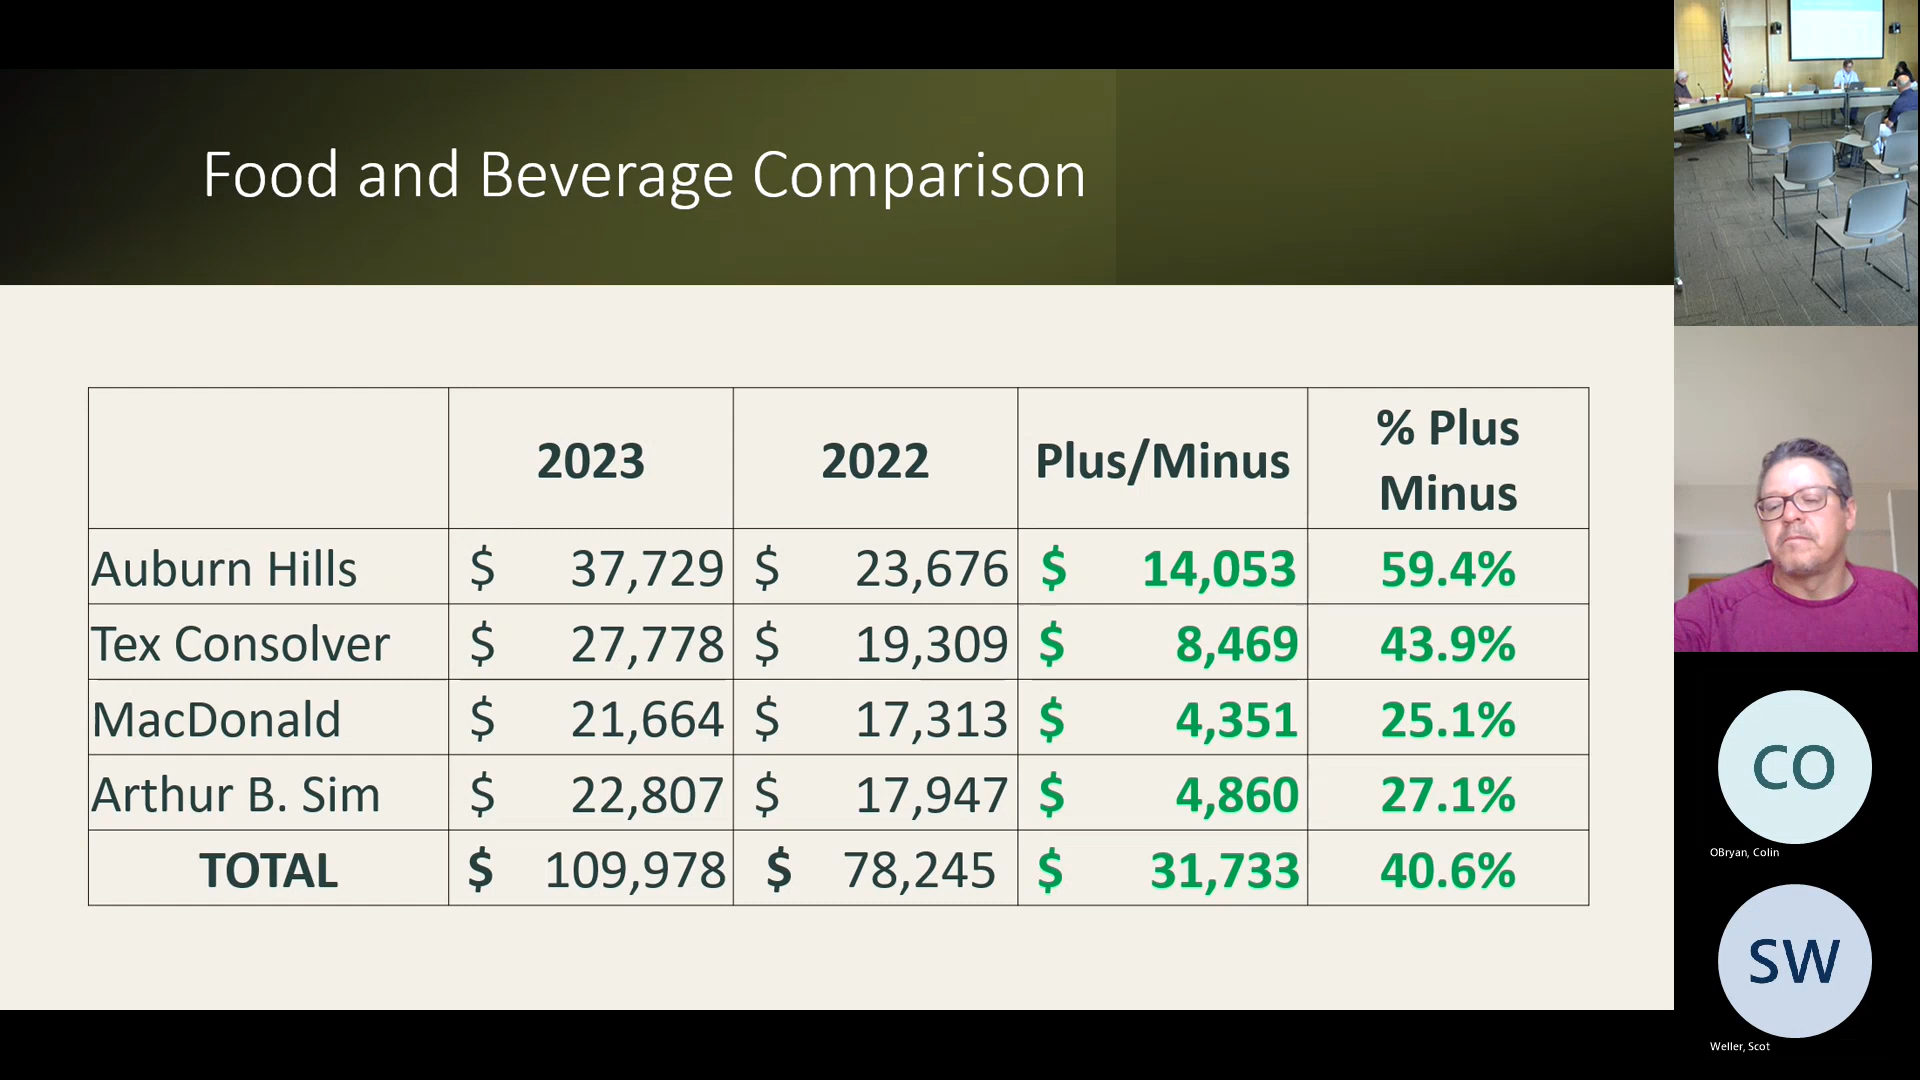 Food and Beverage Comparison
2023 2022 Plus/Minus % Plus Minus
Auburn Hills $ 37,729 $ 23,676 $ 14,053 59.4%
Tex Consolver $ 27,778 $ 19,309 $ 8,469 43.9%
MacDonald $ 21,664 $ 17,313 $ 4,351 25.1%
Arthur B. Sim $ 22,807 $ 17,947 $ 4,860 27.1%
TOTAL $ 109,978 $ 78,245 $ 31,733 40.6%
CO
OBryan, Colin
SW
Weller, Scot